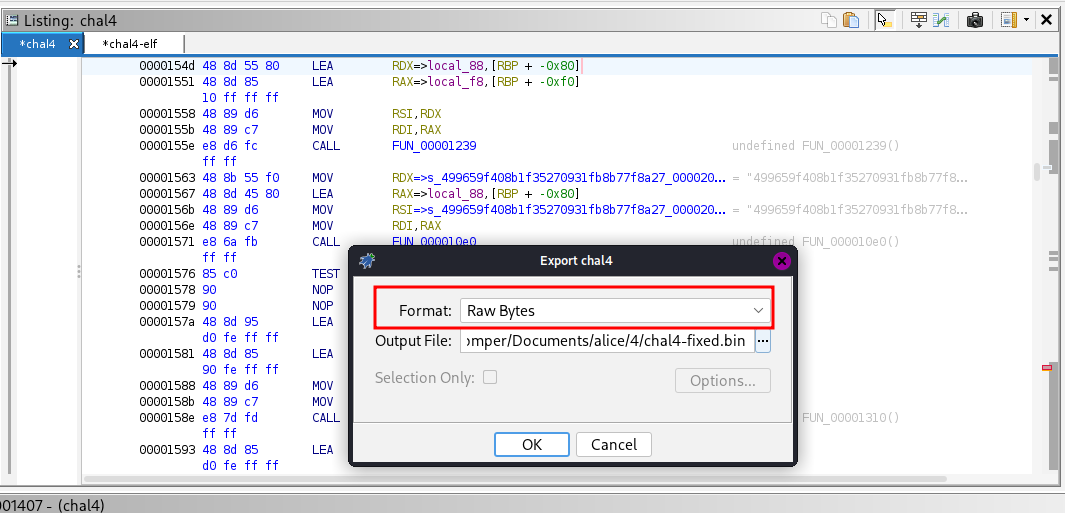 Listing: chal4
*chal4
*chal4-elf
0000154d 48 8d 55 80 LEA RDX=>local_88,[RBP + -0x80]
00001551 48 8d 85 LEA RAX=>local_f8,[RBP + -0xf0]
10 ff ff ff
00001558 48 89 d6 MOV RSI,RDX
0000155b 48 89 c7 MOV RDI,RAX
0000155e e8 d6 fc CALL FUN_00001239 undefined FUN_00001239()
ff ff
00001563 48 8b 55 f0 MOV RDX=>s_499659f408b1f35270931fb8b77f8a27_000020... = "499659f408b1f35270931fb8b77f8...
00001567 48 8d 45 80 LEA RAX=>local_88,[RBP + -0x80]
0000156b 48 89 d6 MOV RSI=>s_499659f408b1f35270931fb8b77f8a27_000020... = "499659f408b1f35270931fb8b77f8...
0000156e 48 89 c7 MOV RDI,RAX
00001571 e8 6a fb CALL FUN_000010e0 undefined FUN_000010e0()
ff ff
00001576 85 c0 TEST
00001578 90 NOP
00001579 90 NOP
0000157a 48 8d 95 LEA
d0 fe ff ff
00001581 48 8d 85 LEA
90 fe ff ff
00001588 48 89 d6 MOV
0000158b 48 89 c7 MOV
0000158e e8 7d fd CALL FUN_00001310()
ff ff
00001593 48 8d 85 LEA
d0 fe ff ff
Export chal4
Format: Raw Bytes
Output File: omper/Documents/alice/4/chal4-fixed.bin ...
Selection Only:
Options...
OK Cancel
01407 - (chal4)